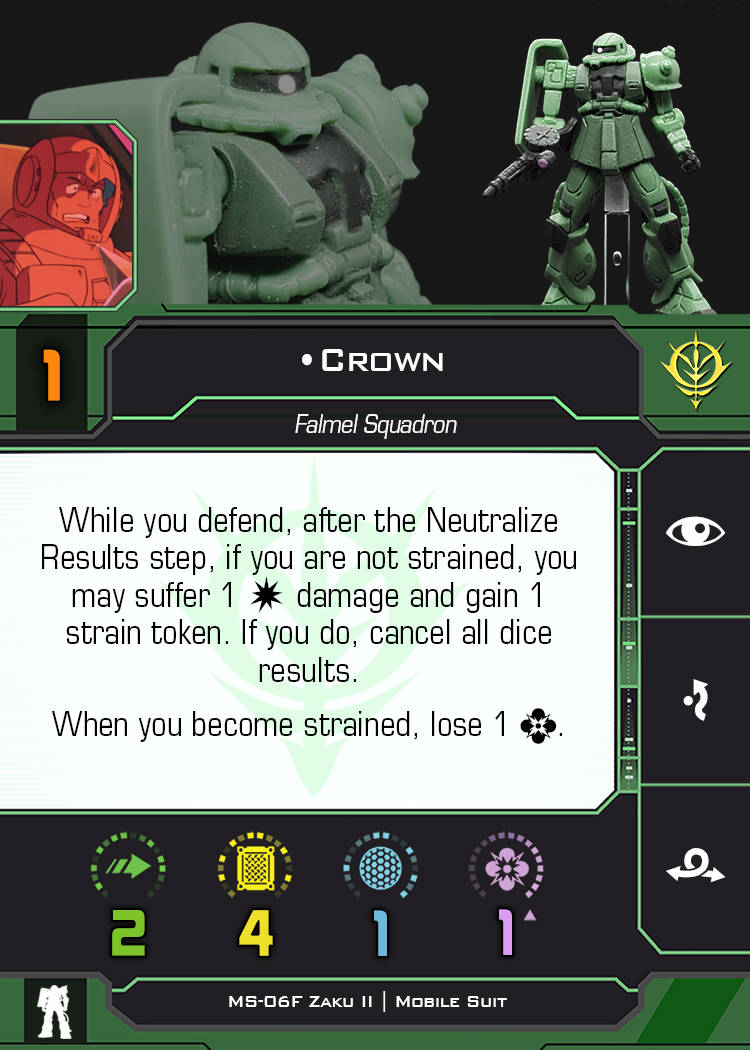 1
•Crown
Falmel Squadron
While you defend, after the Neutralize
Results step, if you are not strained, you
may suffer 1 damage and gain 1
strain token. If you do, cancel all dice
results.
When you become strained, lose 1 .
2 4 1 1
MS-06F Zaku II | Mobile Suit